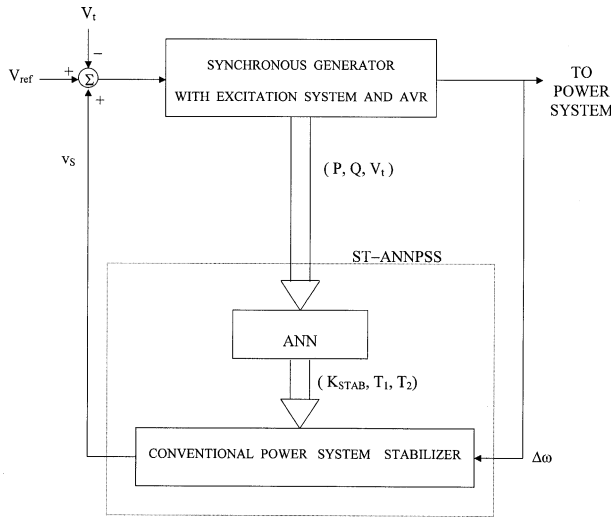 V_t
−
V_ref
+
Σ
+
SYNCHRONOUS GENERATOR
WITH EXCITATION SYSTEM AND AVR
TO
POWER
SYSTEM
v_S
( P, Q, V_t )
ST–ANNPSS
ANN
( K_STAB, T_1, T_2)
CONVENTIONAL POWER SYSTEM STABILIZER
Δω